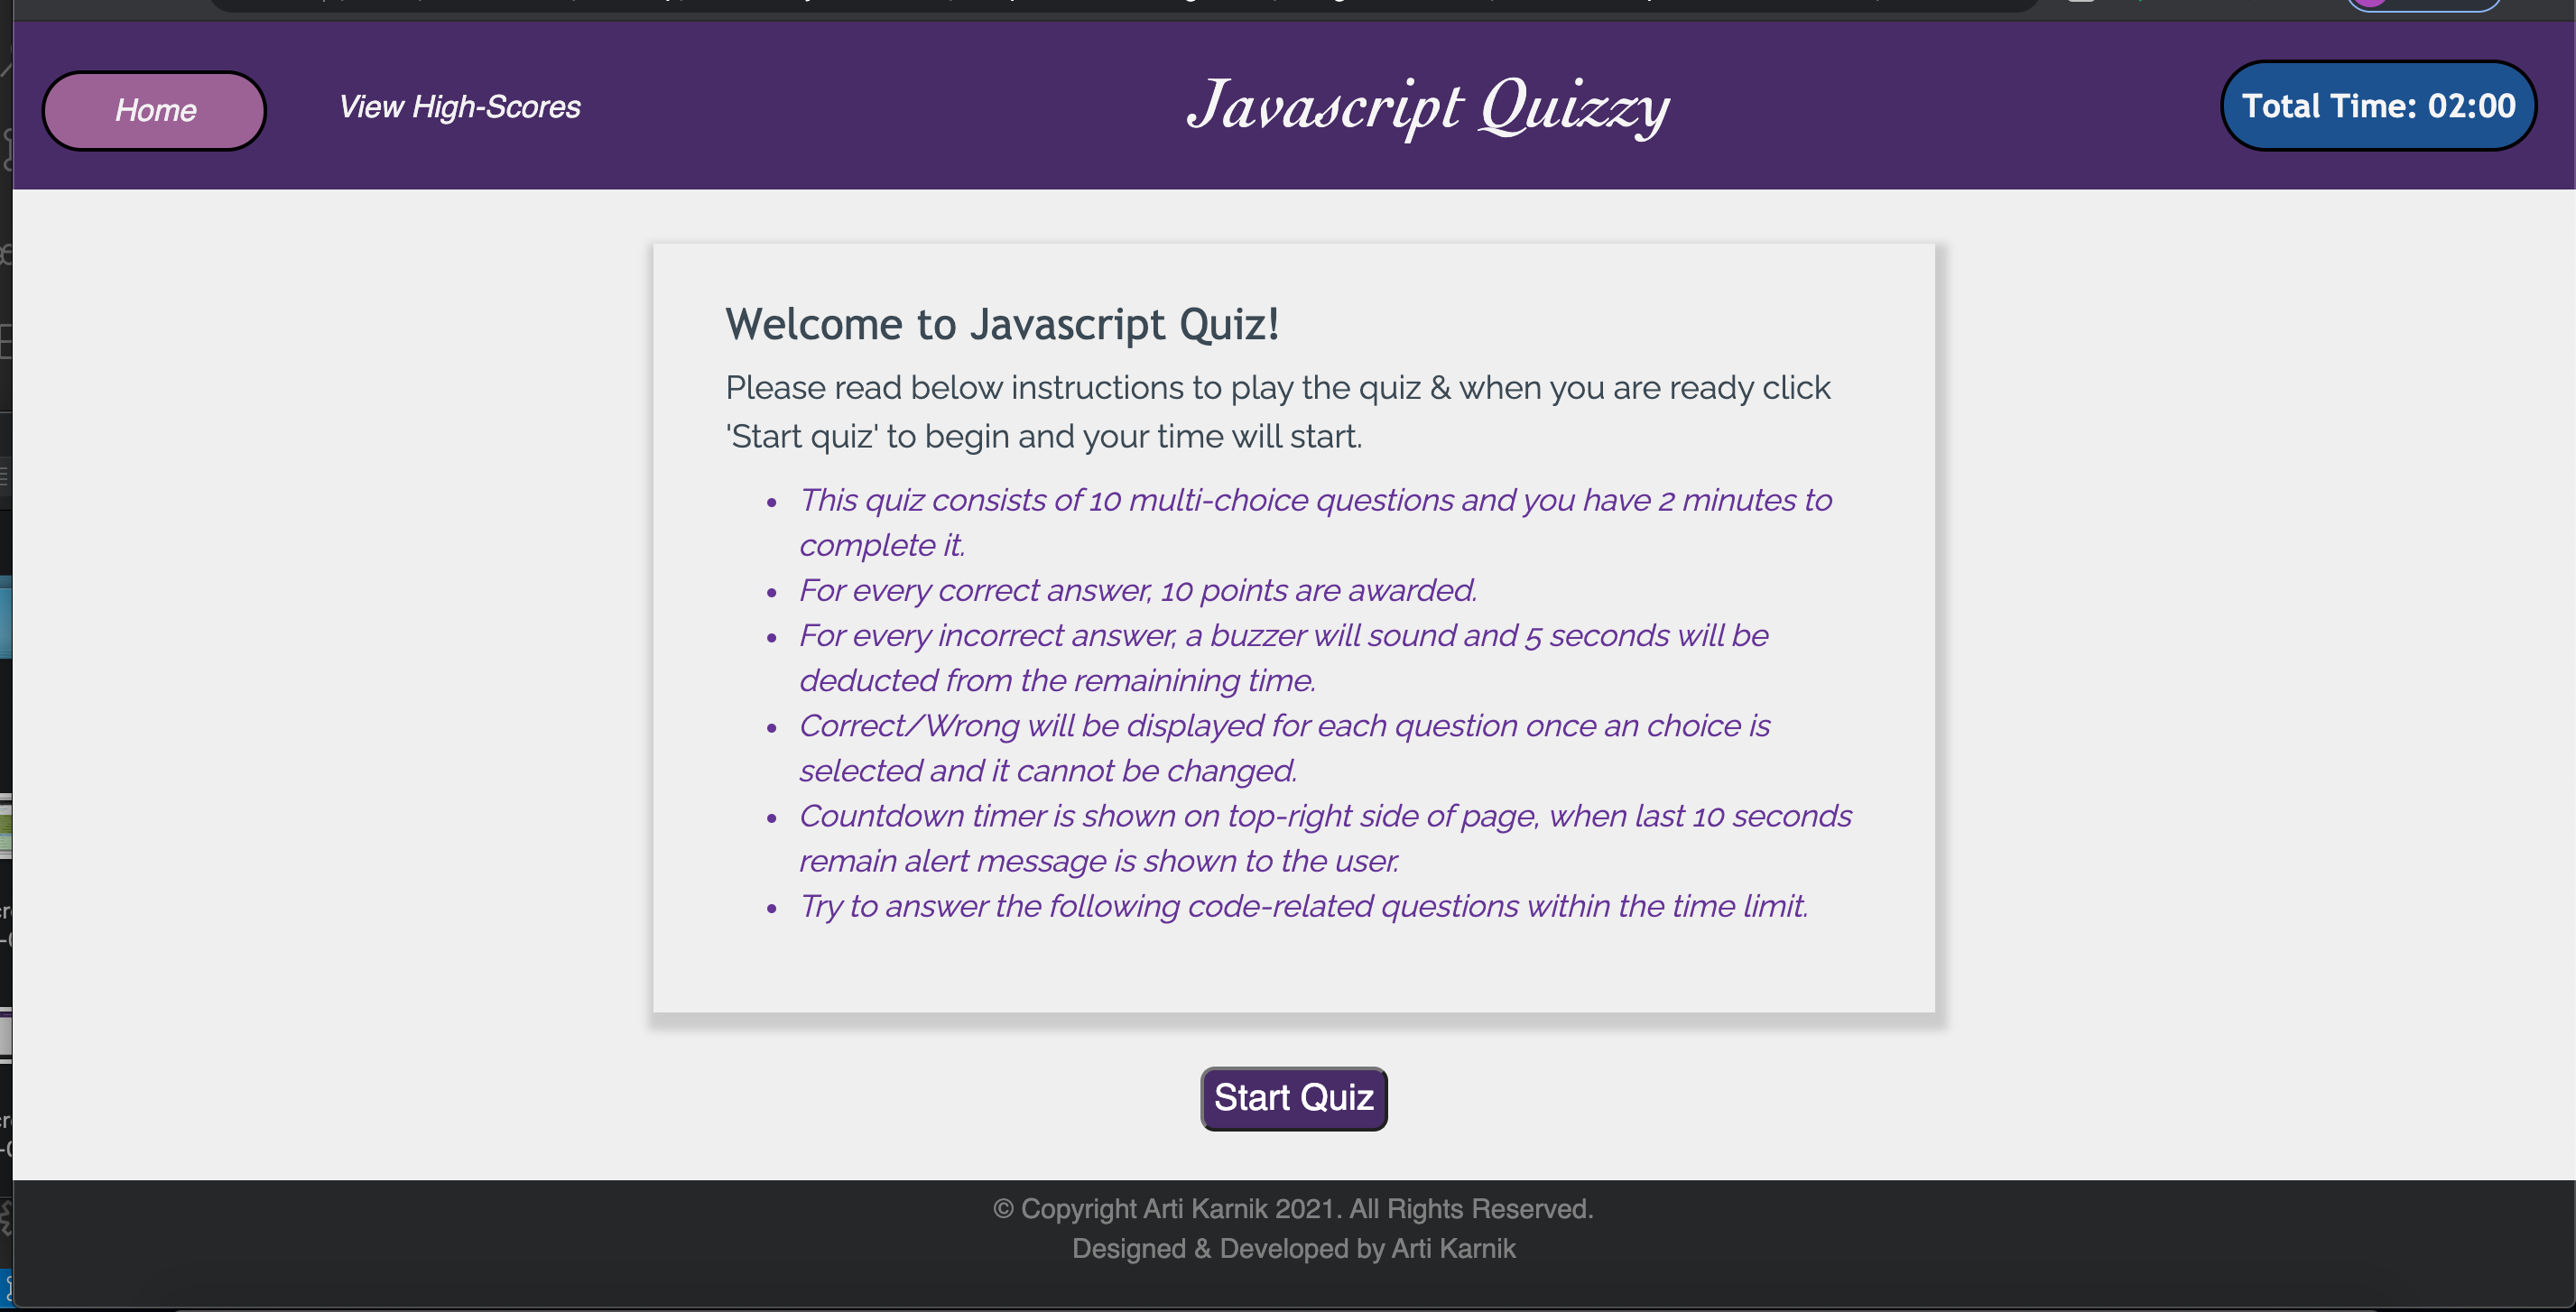 Home
View High-Scores
Javascript Quizzy
Total Time: 02:00
Welcome to Javascript Quiz!
Please read below instructions to play the quiz & when you are ready click
'Start quiz' to begin and your time will start.
• This quiz consists of 10 multi-choice questions and you have 2 minutes to
complete it.
• For every correct answer, 10 points are awarded.
• For every incorrect answer, a buzzer will sound and 5 seconds will be
deducted from the remainining time.
• Correct/Wrong will be displayed for each question once an choice is
selected and it cannot be changed.
• Countdown timer is shown on top-right side of page, when last 10 seconds
remain alert message is shown to the user.
• Try to answer the following code-related questions within the time limit.
Start Quiz
© Copyright Arti Karnik 2021. All Rights Reserved.
Designed & Developed by Arti Karnik